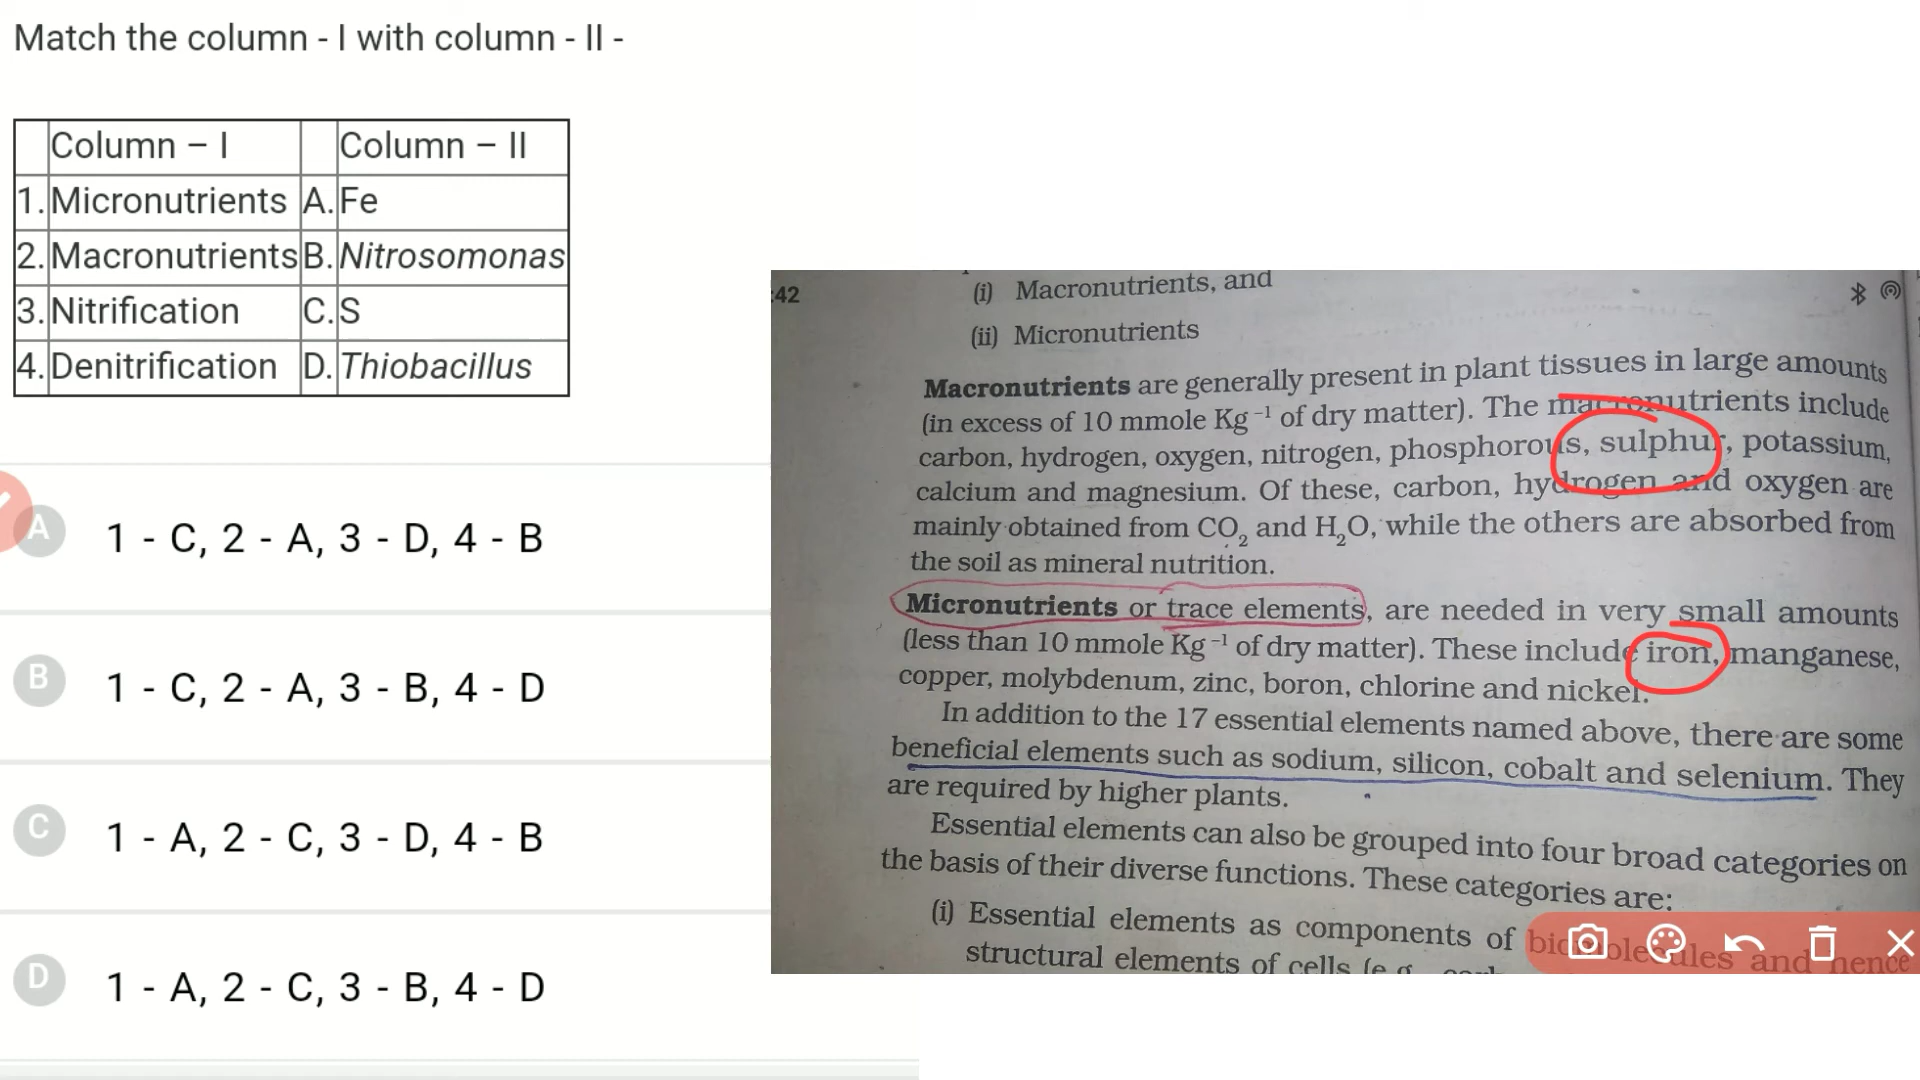 Match the column - I with column - II -
Column – I Column – II
1. Micronutrients A. Fe
2. Macronutrients B. Nitrosomonas
3. Nitrification C. S
4. Denitrification D. Thiobacillus
A 1 - C, 2 - A, 3 - D, 4 - B
B 1 - C, 2 - A, 3 - B, 4 - D
C 1 - A, 2 - C, 3 - D, 4 - B
D 1 - A, 2 - C, 3 - B, 4 - D
:42
(i) Macronutrients, and
(ii) Micronutrients
Macronutrients are generally present in plant tissues in large amounts
(in excess of 10 mmole Kg⁻¹ of dry matter). The macronutrients include
carbon, hydrogen, oxygen, nitrogen, phosphorous, sulphur, potassium,
calcium and magnesium. Of these, carbon, hydrogen and oxygen are
mainly obtained from CO₂ and H₂O, while the others are absorbed from
the soil as mineral nutrition.
Micronutrients or trace elements, are needed in very small amounts
(less than 10 mmole Kg⁻¹ of dry matter). These include iron, manganese,
copper, molybdenum, zinc, boron, chlorine and nickel.
In addition to the 17 essential elements named above, there are some
beneficial elements such as sodium, silicon, cobalt and selenium. They
are required by higher plants.
Essential elements can also be grouped into four broad categories on
the basis of their diverse functions. These categories are:
(i) Essential elements as components of biomolecules and hence
structural elements of cells (e.g.